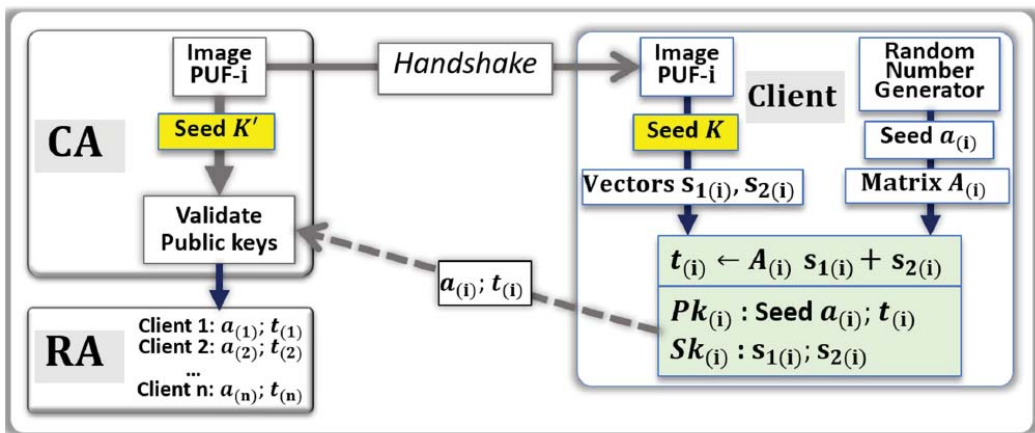 Image
PUF-i
Handshake
Image
PUF-i
Random
Number
Generator
Client
CA
Seed K′
Seed K
Seed a(i)
Vectors s1(i), s2(i)
Matrix A(i)
Validate
Public keys
t(i) ← A(i) s1(i) + s2(i)
a(i); t(i)
Pk(i) : Seed a(i); t(i)
Sk(i) : s1(i); s2(i)
RA
Client 1: a(1); t(1)
Client 2: a(2); t(2)
...
Client n: a(n); t(n)